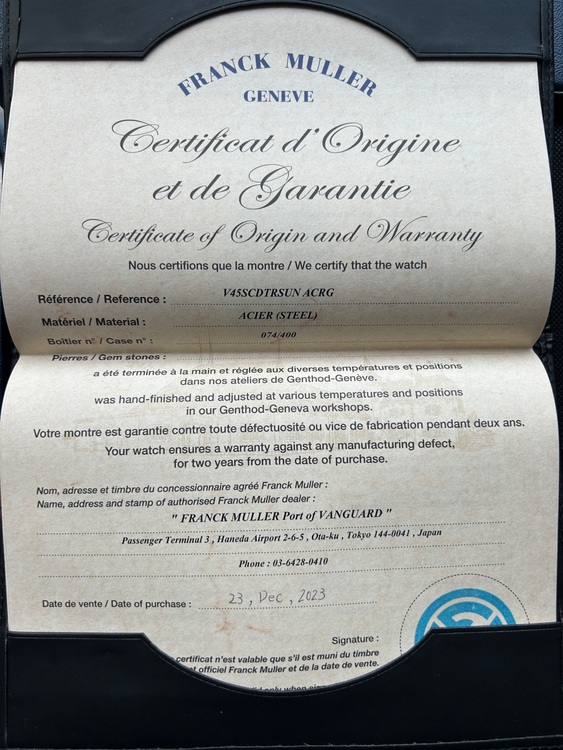 FRANCK MULLER
GENEVE
Certificat d'Origine
et de Garantie
Certificate of Origin and Warranty
Nous certifions que la montre / We certify that the watch
Référence / Reference : V45SCDTRSUN ACRG
Matériel / Material : ACIER (STEEL)
Boîtier n° / Case n° : 074/400
Pierres / Gem stones :
a été terminée à la main et réglée aux diverses températures et positions
dans nos ateliers de Genthod-Genève.
was hand-finished and adjusted at various temperatures and positions
in our Genthod-Geneva workshops.
Votre montre est garantie contre toute défectuosité ou vice de fabrication pendant deux ans.
Your watch ensures a warranty against any manufacturing defect,
for two years from the date of purchase.
Nom, adresse et timbre du concessionnaire agréé Franck Muller :
Name, address and stamp of authorised Franck Muller dealer :
" FRANCK MULLER Port of VANGUARD "
Passenger Terminal 3 , Haneda Airport 2-6-5 , Ota-ku , Tokyo 144-0041 , Japan
Phone : 03-6428-0410
Date de vente / Date of purchase : 23 , Dec , 2023
Signature :
certificat n'est valable que s'il est muni du timbre
officiel Franck Muller et de la date de vente.
only when